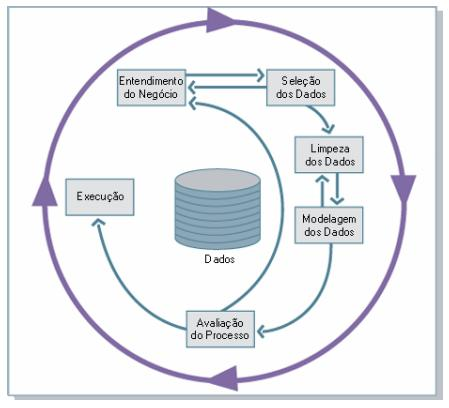 Entendimento
do Negócio
Seleção
dos Dados
Limpeza
dos Dados
Modelagem
dos Dados
Execução
Dados
Avaliação
do Processo